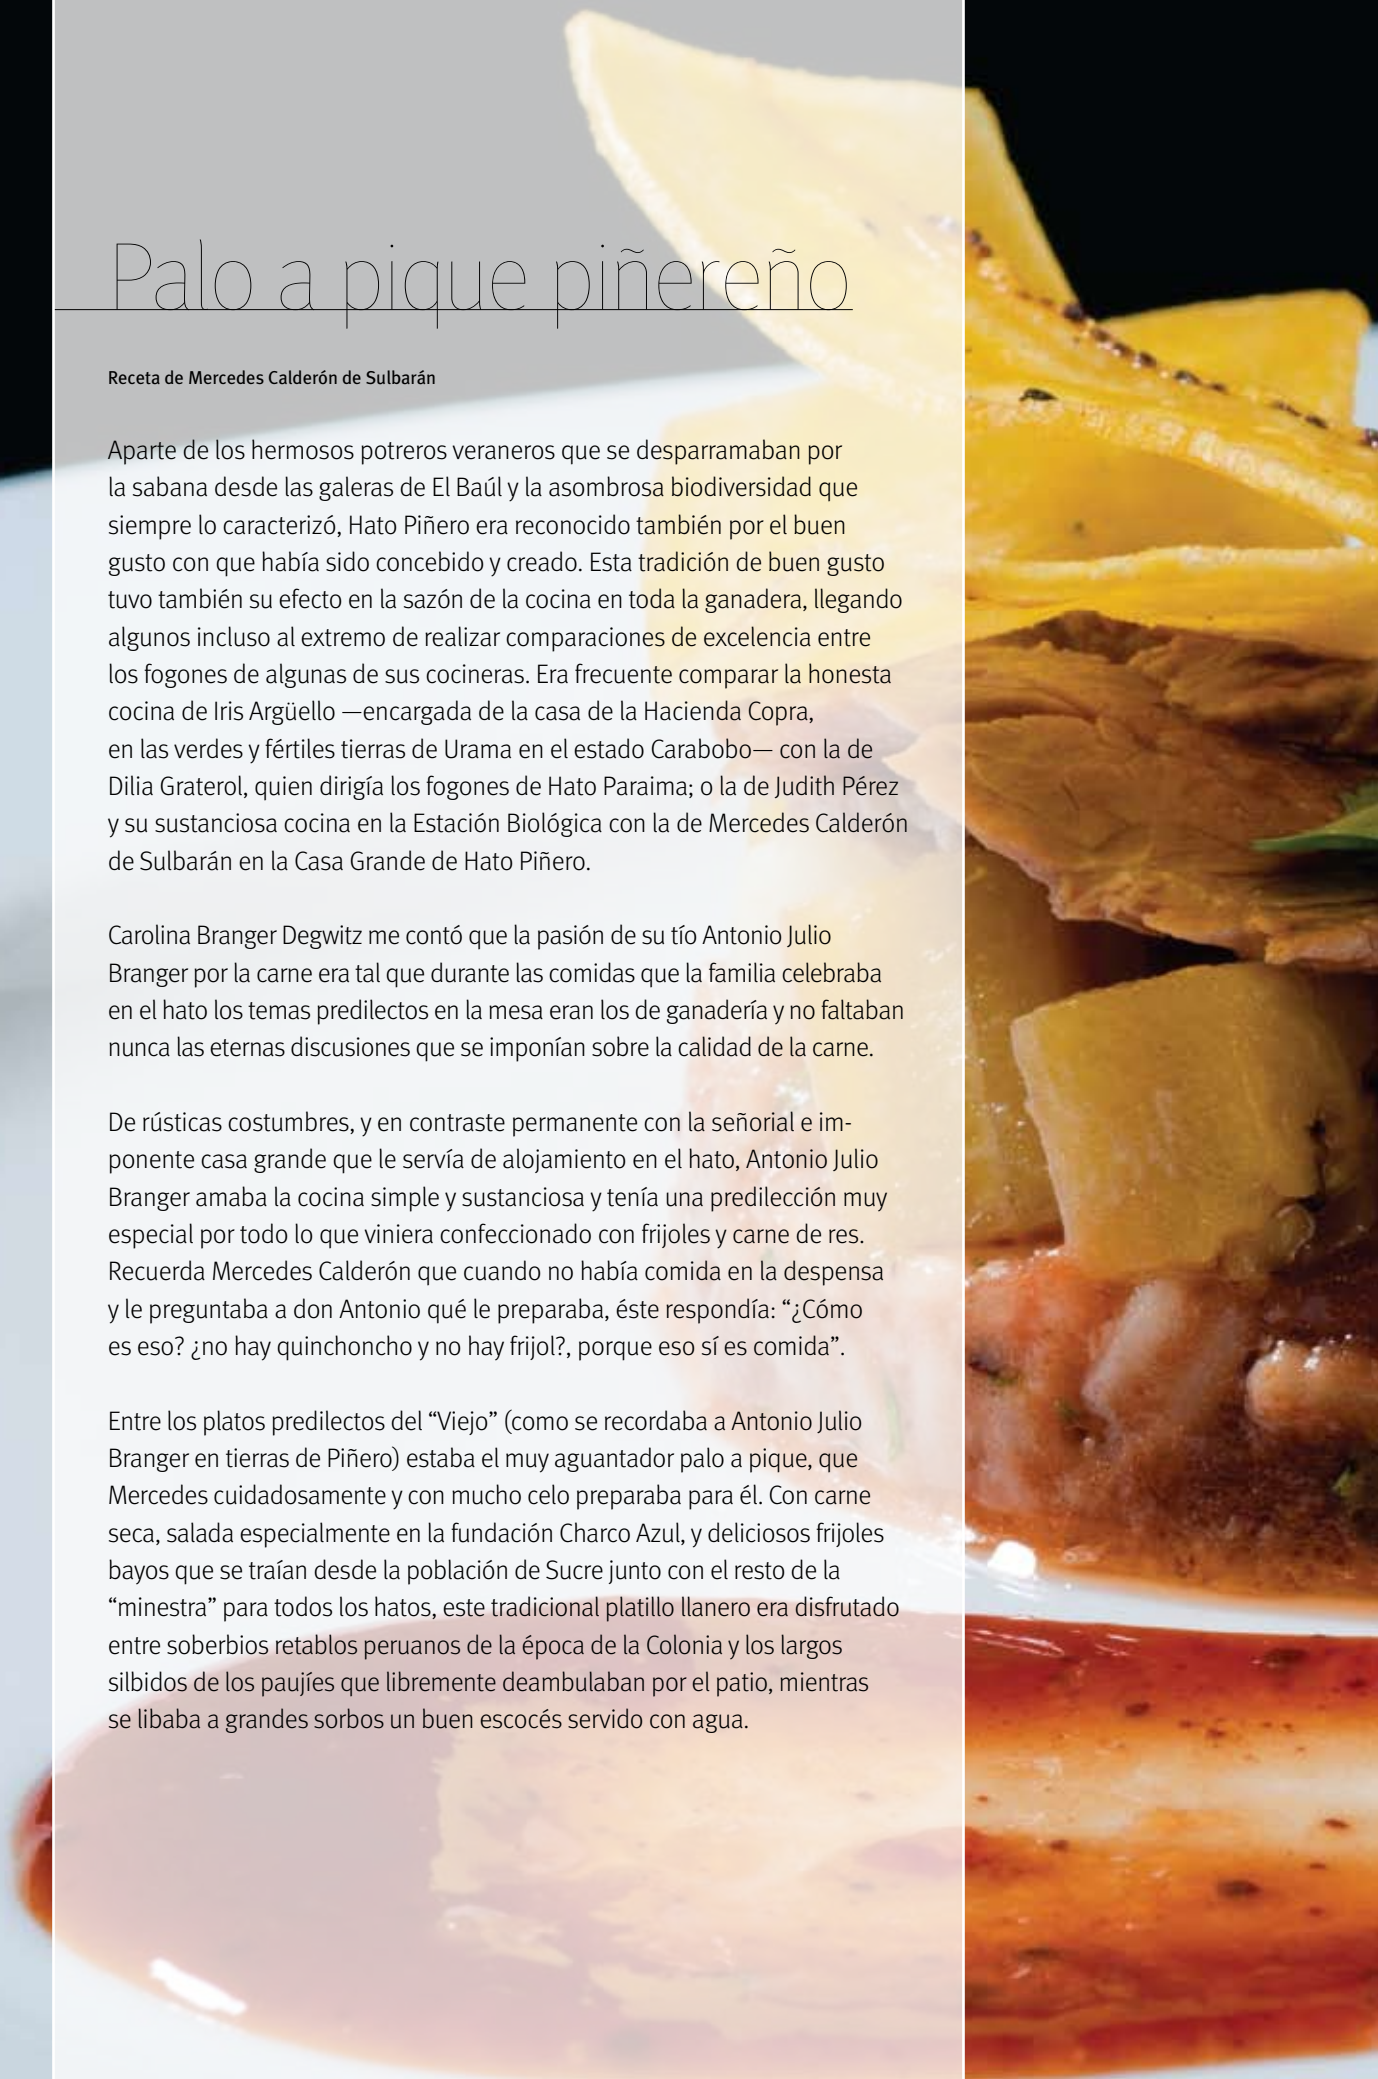 Palo a pique piñereño
Receta de Mercedes Calderón de Sulbarán
Aparte de los hermosos potreros veraneros que se desparramaban por
la sabana desde las galeras de El Baúl y la asombrosa biodiversidad que
siempre lo caracterizó, Hato Piñero era reconocido también por el buen
gusto con que había sido concebido y creado. Esta tradición de buen gusto
tuvo también su efecto en la sazón de la cocina en toda la ganadera, llegando
algunos incluso al extremo de realizar comparaciones de excelencia entre
los fogones de algunas de sus cocineras. Era frecuente comparar la honesta
cocina de Iris Argüello —encargada de la casa de la Hacienda Copra,
en las verdes y fértiles tierras de Urama en el estado Carabobo— con la de
Dilia Graterol, quien dirigía los fogones de Hato Paraima; o la de Judith Pérez
y su sustanciosa cocina en la Estación Biológica con la de Mercedes Calderón
de Sulbarán en la Casa Grande de Hato Piñero.
Carolina Branger Degwitz me contó que la pasión de su tío Antonio Julio
Branger por la carne era tal que durante las comidas que la familia celebraba
en el hato los temas predilectos en la mesa eran los de ganadería y no faltaban
nunca las eternas discusiones que se imponían sobre la calidad de la carne.
De rústicas costumbres, y en contraste permanente con la señorial e im-
ponente casa grande que le servía de alojamiento en el hato, Antonio Julio
Branger amaba la cocina simple y sustanciosa y tenía una predilección muy
especial por todo lo que viniera confeccionado con frijoles y carne de res.
Recuerda Mercedes Calderón que cuando no había comida en la despensa
y le preguntaba a don Antonio qué le preparaba, éste respondía: “¿Cómo
es eso? ¿no hay quinchoncho y no hay frijol?, porque eso sí es comida”.
Entre los platos predilectos del “Viejo” (como se recordaba a Antonio Julio
Branger en tierras de Piñero) estaba el muy aguantador palo a pique, que
Mercedes cuidadosamente y con mucho celo preparaba para él. Con carne
seca, salada especialmente en la fundación Charco Azul, y deliciosos frijoles
bayos que se traían desde la población de Sucre junto con el resto de la
“minestra” para todos los hatos, este tradicional platillo llanero era disfrutado
entre soberbios retablos peruanos de la época de la Colonia y los largos
silbidos de los paujíes que libremente deambulaban por el patio, mientras
se libaba a grandes sorbos un buen escocés servido con agua.